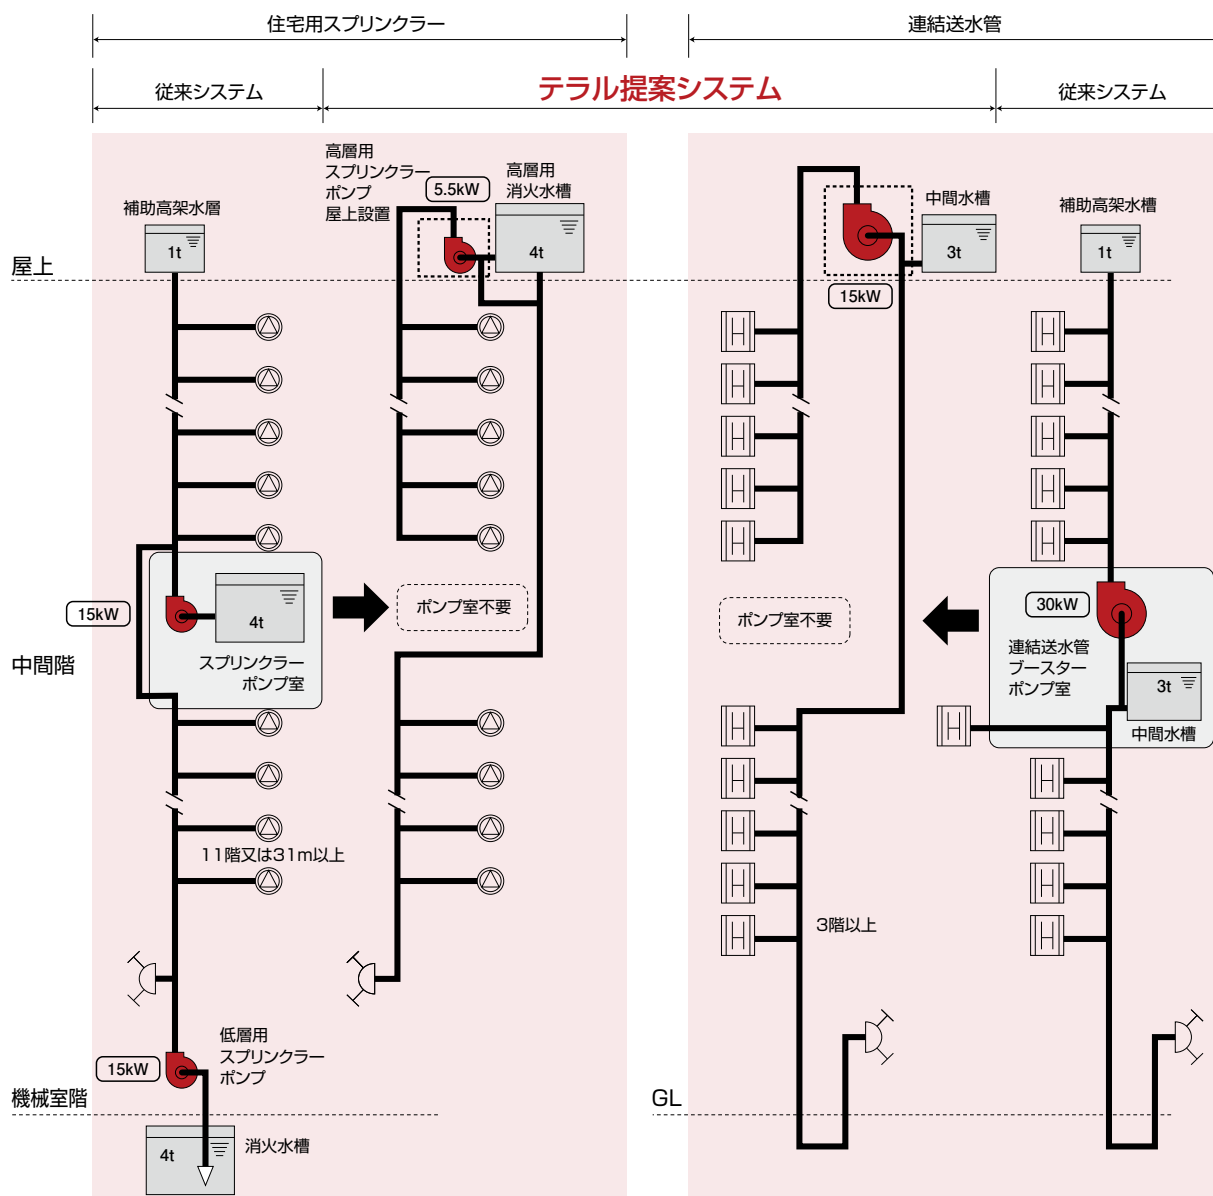 住宅用スプリンクラー
連結送水管
従来システム
テラル提案システム
従来システム
補助高架水層
1t
高層用
スプリンクラー
ポンプ
屋上設置
5.5kW
高層用
消火水槽
4t
中間水槽
3t
15kW
補助高架水槽
1t
屋上
15kW
4t
スプリンクラー
ポンプ室
ポンプ室不要
ポンプ室不要
30kW
連結送水管
ブースター
ポンプ室
3t
中間水槽
中間階
11階又は31m以上
3階以上
15kW
低層用
スプリンクラー
ポンプ
機械室階
GL
4t
消火水槽